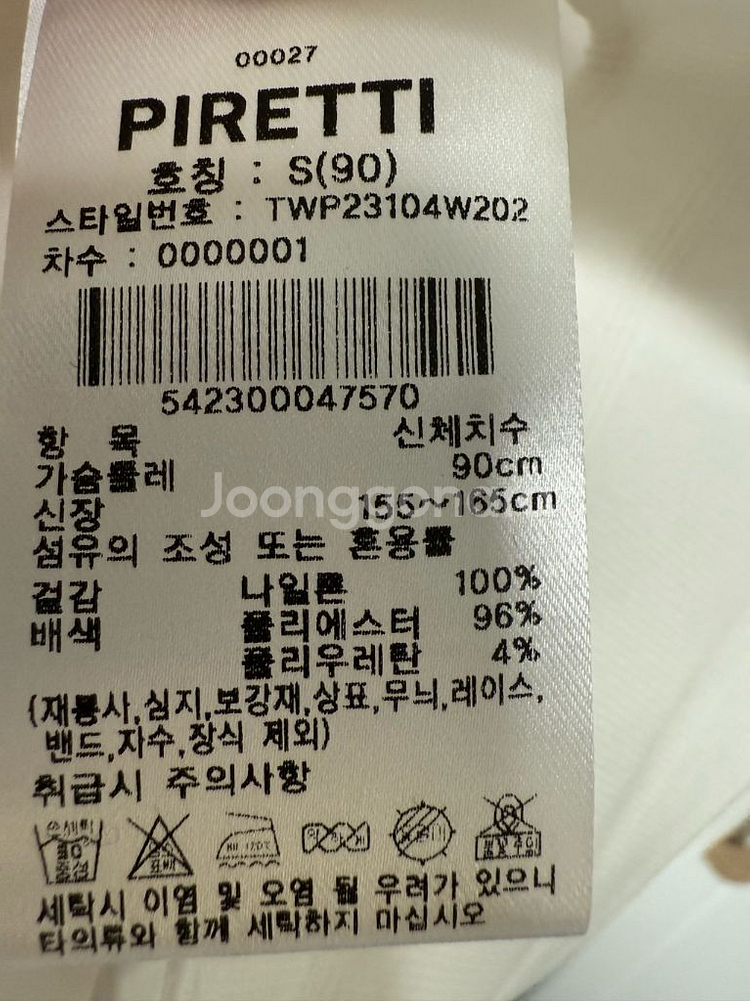 00027
PIRETTI
호칭 : S(90)
스타일번호 : TWP23104W202
차수 : 0000001
542300047570
항 목 신체치수
가슴둘레 90cm
신장 155~165cm
섬유의 조성 또는 혼용률
겉감 나일론 100%
배색 폴리에스터 96%
폴리우레탄 4%
(재봉사,심지,보강재,상표,무늬,레이스,
밴드,자수,장식 제외)
취급시 주의사항
손세탁
중성
세탁시 이염 및 오염 될 우려가 있으니
타의류와 함께 세탁하지 마십시오